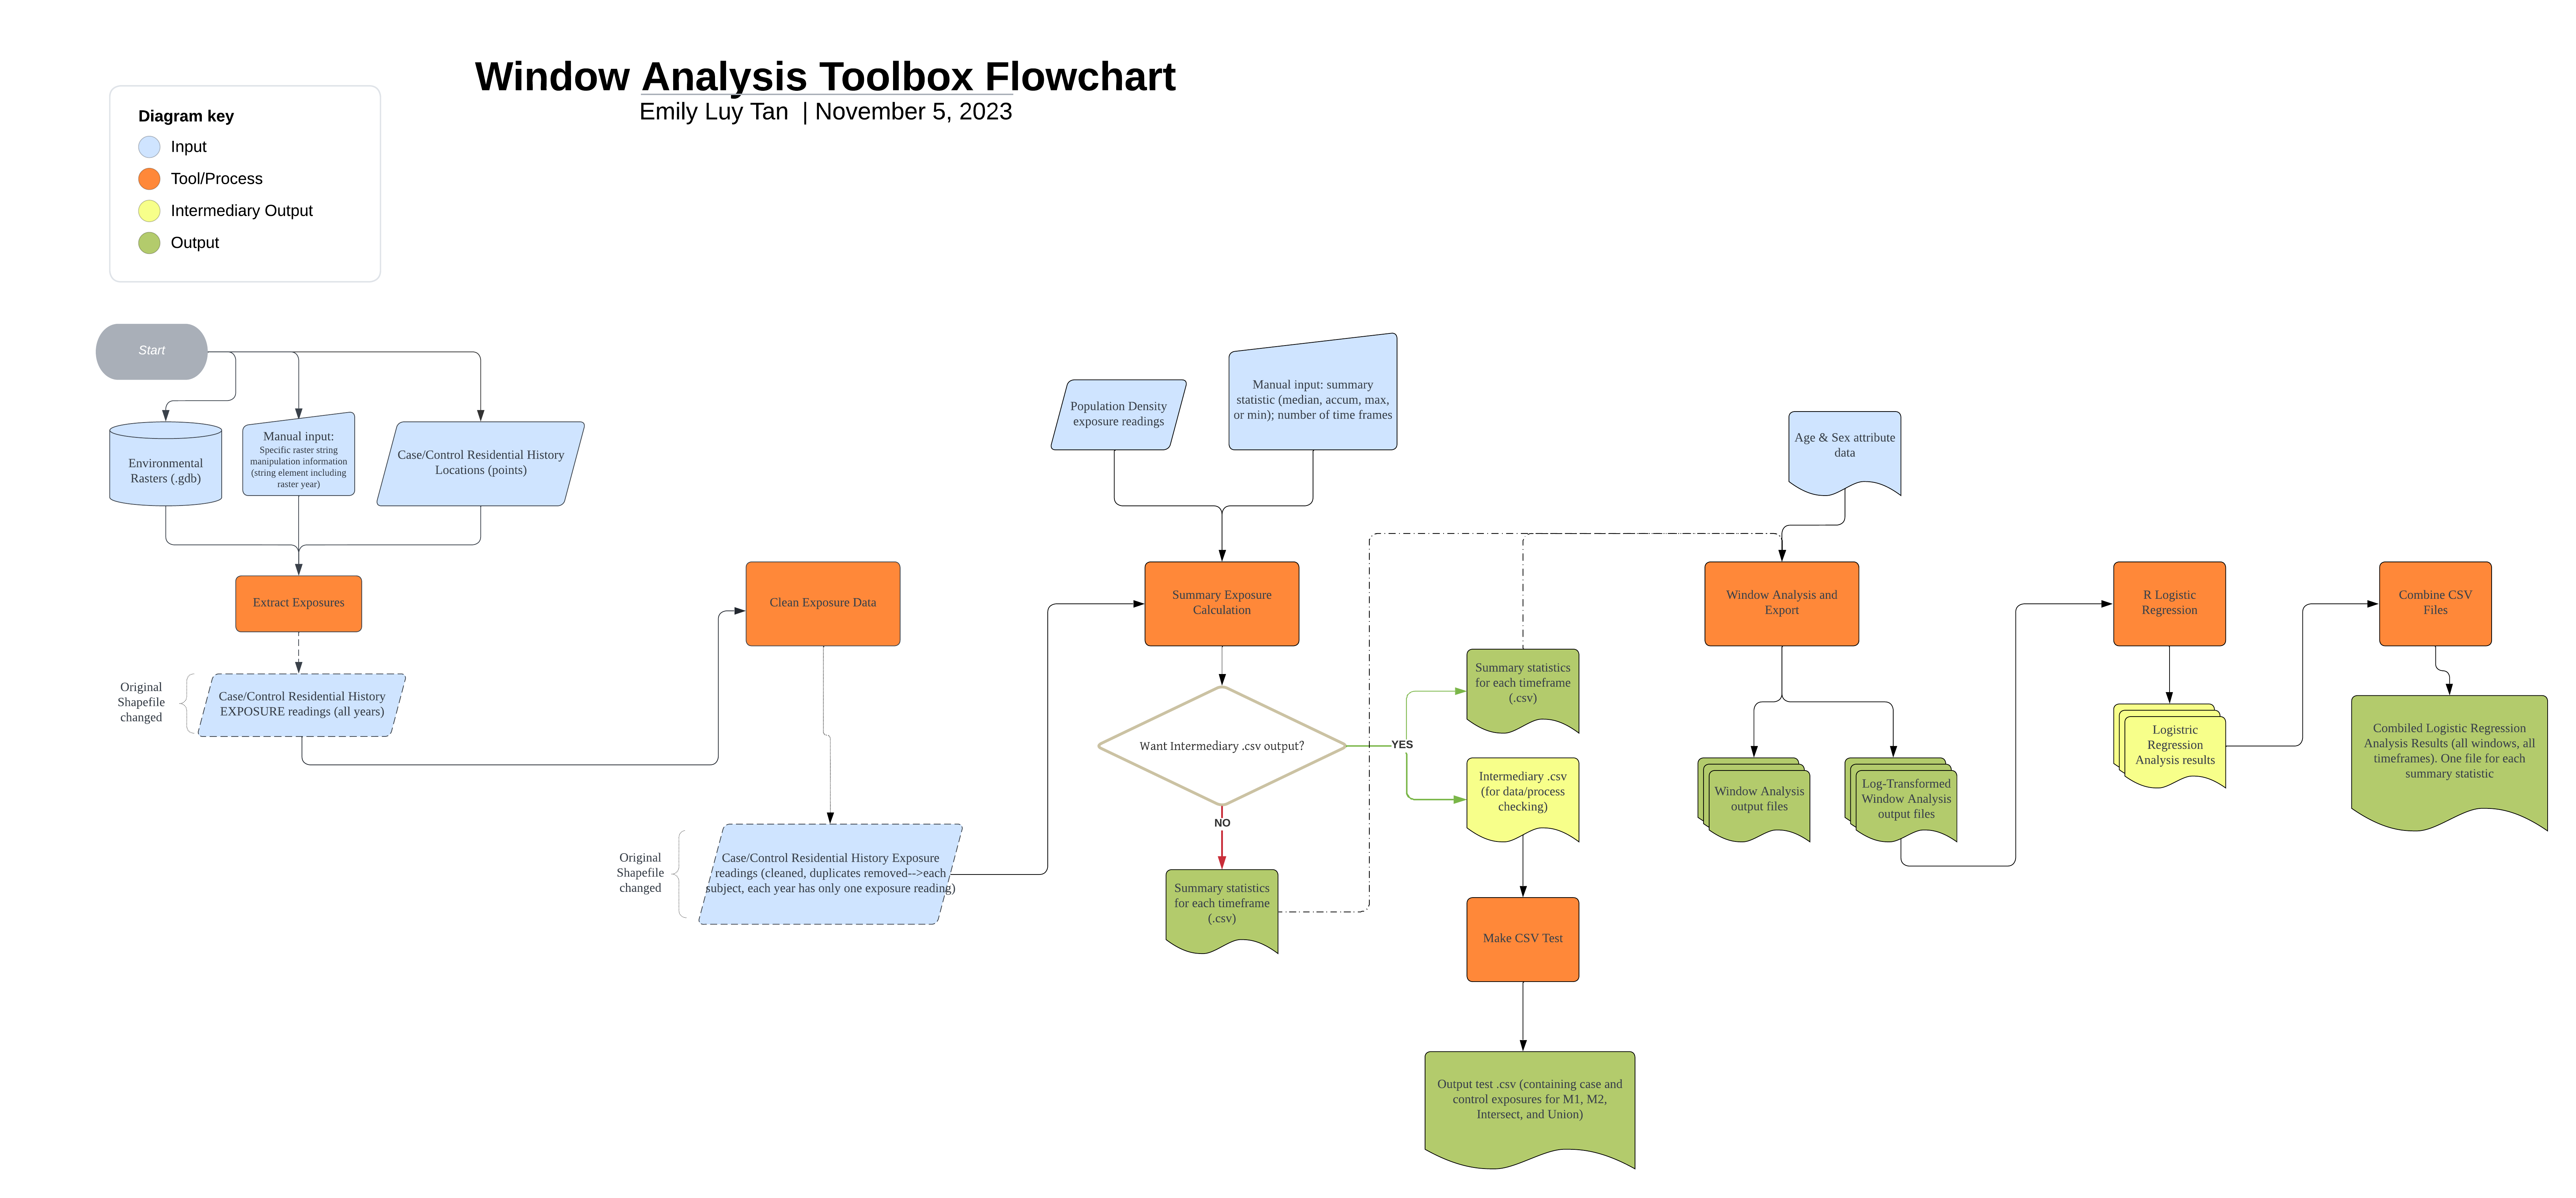 Window Analysis Toolbox Flowchart
Emily Luy Tan | November 5, 2023
Diagram key
Input
Tool/Process
Intermediary Output
Output
Start
Environmental
Rasters (.gdb)
Manual input:
Specific raster string
manipulation information
(string element including
raster year)
Case/Control Residential History
Locations (points)
Extract Exposures
Original
Shapefile
changed
Case/Control Residential History
EXPOSURE readings (all years)
Clean Exposure Data
Original
Shapefile
changed
Case/Control Residential History Exposure
readings (cleaned, duplicates removed-->each
subject, each year has only one exposure reading)
Population Density
exposure readings
Manual input: summary
statistic (median, accum, max,
or min); number of time frames
Summary Exposure
Calculation
Want Intermediary .csv output?
YES
NO
Summary statistics
for each timeframe
(.csv)
Summary statistics
for each timeframe
(.csv)
Intermediary .csv
(for data/process
checking)
Make CSV Test
Output test .csv (containing case and
control exposures for M1, M2,
Intersect, and Union)
Age & Sex attribute
data
Window Analysis and
Export
Window Analysis
output files
Log-Transformed
Window Analysis
output files
R Logistic
Regression
Logistric
Regression
Analysis results
Combine CSV
Files
Combiled Logistic Regression
Analysis Results (all windows, all
timeframes). One file for each
summary statistic